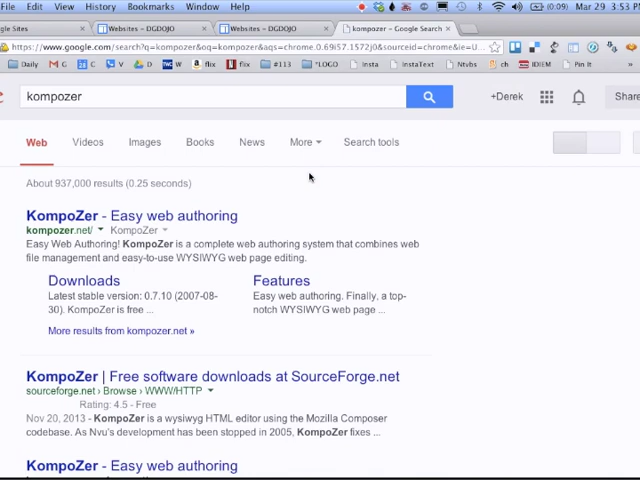 File Edit View History Bookmarks Window Help (0:09) Mar 29 3:53 PM
gle Sites Websites – DGDOJO Websites – DGDOJO kompozer – Google Search
https://www.google.com/search?q=kompozer&oq=kompozer&aqs=chrome.0.69i57.1572j0&sourceid=chrome&ie=U...
Daily 24 C V D TWC W flix flix #113 *LOGO Insta InstaText Ntvbs ch IDIEM Pin It
kompozer +Derek Share
Web Videos Images Books News More Search tools
About 937,000 results (0.25 seconds)
KompoZer - Easy web authoring
kompozer.net/ KompoZer
Easy Web Authoring! KompoZer is a complete web authoring system that combines web
file management and easy-to-use WYSIWYG web page editing.
Downloads Features
Latest stable version: 0.7.10 (2007-08- Easy web authoring. Finally, a top-
30). KompoZer is free ... notch WYSIWYG web page ...
More results from kompozer.net »
KompoZer | Free software downloads at SourceForge.net
sourceforge.net › Browse › WWW/HTTP
Rating: 4.5 - Free
Nov 20, 2013 - KompoZer is a wysiwyg HTML editor using the Mozilla Composer
codebase. As Nvu's development has been stopped in 2005, KompoZer fixes ...
KompoZer - Easy web authoring